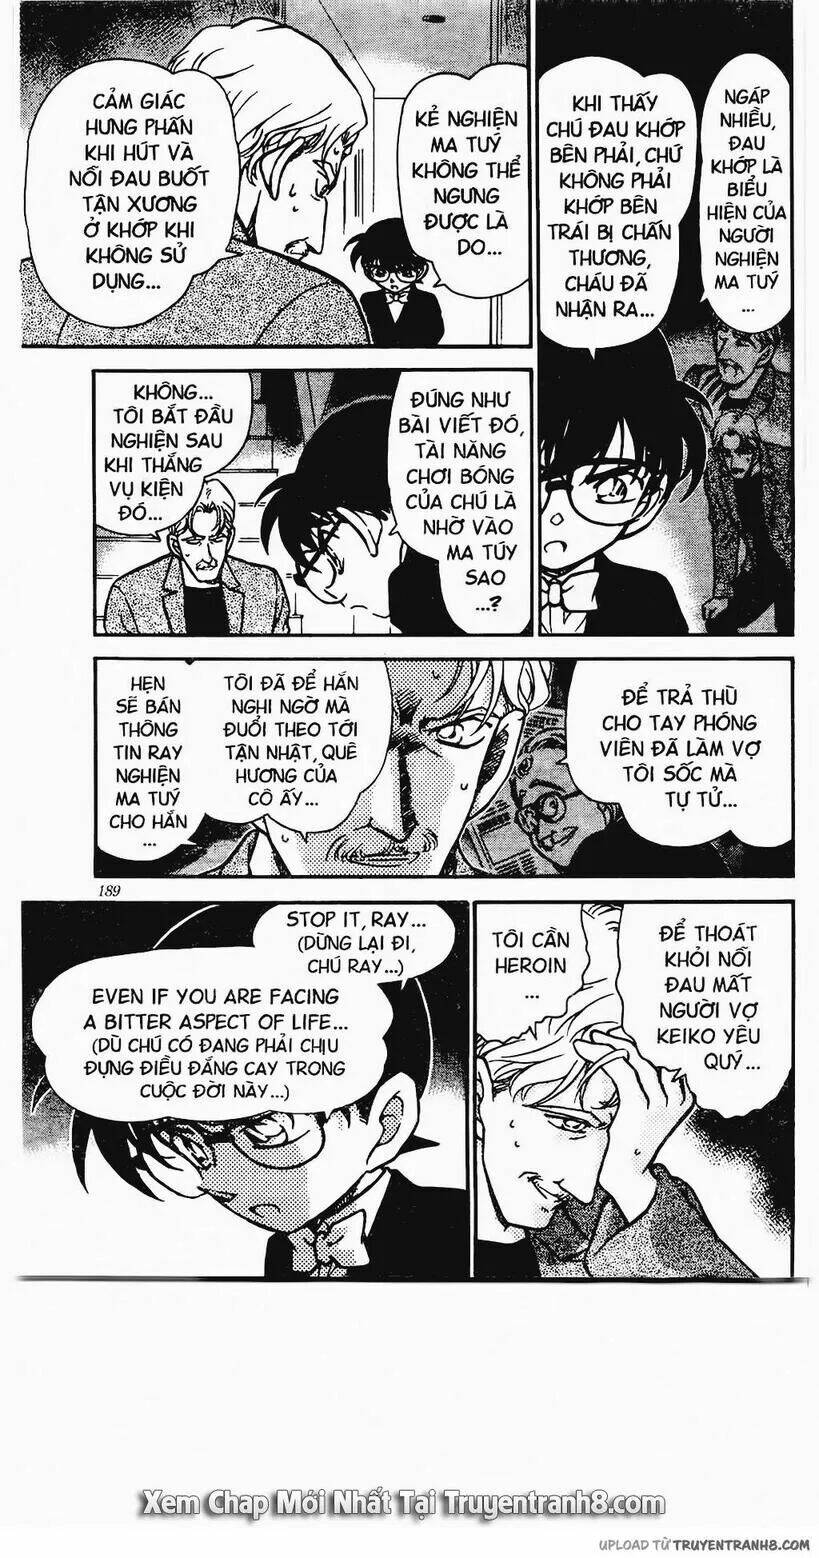 NGÁP
NHIỀU,
ĐAU
KHỚP LÀ
BIỂU
HIỆN CỦA
NGƯỜI
NGHIỆN
MA TUÝ
...
KHI THẤY
CHÚ ĐAU KHỚP
BÊN PHẢI, CHỨ
KHÔNG PHẢI
KHỚP BÊN
TRÁI BỊ CHẤN
THƯƠNG,
CHÁU ĐÃ
NHẬN RA...
KẺ NGHIỆN
MA TUÝ
KHÔNG THỂ
NGƯNG
ĐƯỢC LÀ
DO...
CẢM GIÁC
HƯNG PHẤN
KHI HÚT VÀ
NỖI ĐAU BUỐT
TẬN XƯƠNG
Ở KHỚP KHI
KHÔNG SỬ
DỤNG...
ĐÚNG NHƯ
BÀI VIẾT ĐÓ,
TÀI NĂNG
CHƠI BÓNG
CỦA CHÚ LÀ
NHỜ VÀO
MA TÚY
SAO
...?
KHÔNG...
TÔI BẮT ĐẦU
NGHIỆN SAU
KHI THẮNG
VỤ KIỆN
ĐÓ...
ĐỂ TRẢ THÙ
CHO TAY PHÓNG
VIÊN ĐÃ LÀM VỢ
TÔI SỐC MÀ
TỰ TỬ...
TÔI ĐÃ ĐỂ HẮN
NGHI NGỜ MÀ
ĐUỔI THEO TỚI
TẬN NHẬT, QUÊ
HƯƠNG CỦA
CÔ ẤY...
HẸN
SẼ BÁN
THÔNG
TIN RAY
NGHIỆN
MA TUÝ
CHO HẮN
...
189
ĐỂ THOÁT
KHỎI NỖI
ĐAU MẤT
NGƯỜI VỢ
KEIKO YÊU
QUÝ...
TÔI CẦN
HEROIN
...
STOP IT, RAY...
(DỪNG LẠI ĐI,
CHÚ RAY...)
EVEN IF YOU ARE FACING
A BITTER ASPECT OF LIFE...
(DÙ CHÚ CÓ ĐANG PHẢI CHỊU
ĐỰNG ĐIỀU ĐẮNG CAY TRONG
CUỘC ĐỜI NÀY...)
Xem Chap Mới Nhất Tại Truyentranh8.com
UPLOAD TỪ TRUYENTRANH8.COM